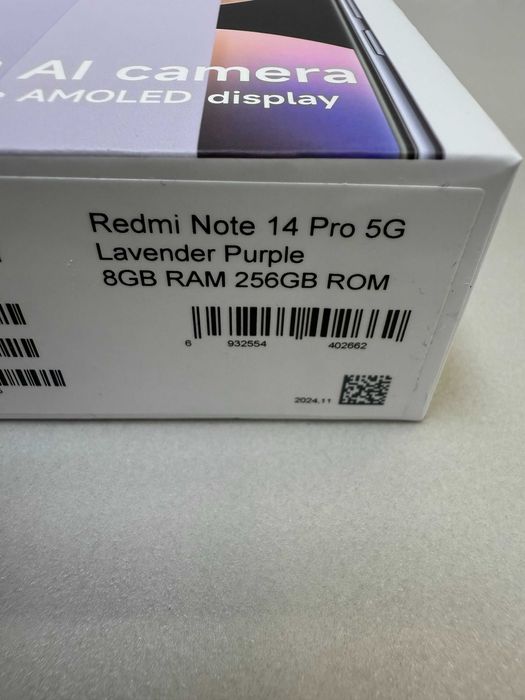 AI camera
AMOLED display
Redmi Note 14 Pro 5G
Lavender Purple
8GB RAM 256GB ROM
6 932554 402662
2024.11